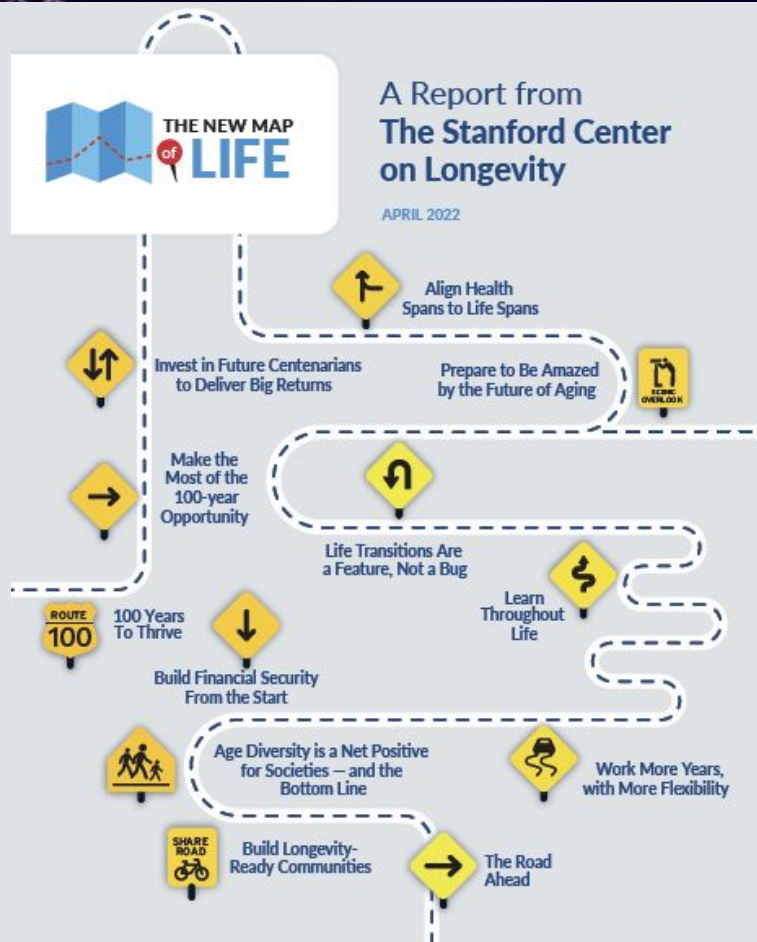 THE NEW MAP
of LIFE
A Report from
The Stanford Center
on Longevity
APRIL 2022
Align Health
Spans to Life Spans
Invest in Future Centenarians
to Deliver Big Returns
Prepare to Be Amazed
by the Future of Aging
SCENIC
OVERLOOK
Make the
Most of the
100-year
Opportunity
Life Transitions Are
a Feature, Not a Bug
Learn
Throughout
Life
ROUTE
100
100 Years
To Thrive
Build Financial Security
From the Start
Age Diversity is a Net Positive
for Societies — and the
Bottom Line
Work More Years,
with More Flexibility
SHARE
ROAD
Build Longevity-
Ready Communities
The Road
Ahead